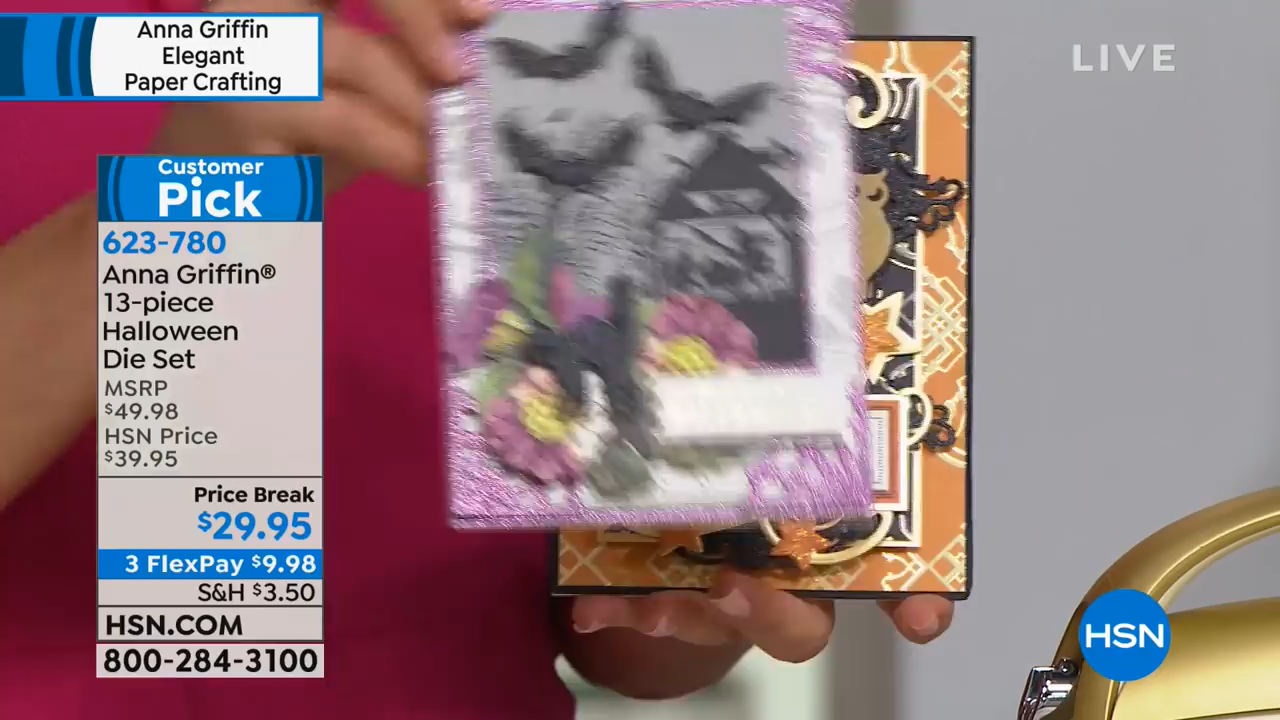 Anna Griffin
Elegant
Paper Crafting
LIVE
Customer
Pick
623-780
Anna Griffin®
13-piece
Halloween
Die Set
MSRP
$49.98
HSN Price
$39.95
Price Break
$29.95
3 FlexPay $9.98
S&H $3.50
HSN.COM
800-284-3100
HSN